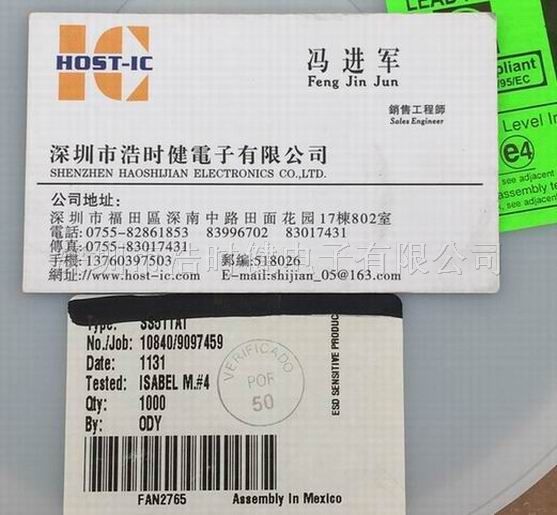 IC
HOST-IC
冯进军
Feng Jin Jun
銷售工程師
Sales Engineer
深圳市浩时健電子有限公司
SHENZHEN HAOSHIJIAN ELECTRONICS CO.,LTD.
公司地址:
深圳市福田區深南中路田面花园17棟802室
電話:0755-82861853 83996702 83017431
傳真:0755-83017431
手機:13760397503 郵編:518026
網址://www.host-ic.com E-mail:shijian_05@163.com
深圳市浩时健电子有限公司
LEAD
pliant
/95/EC
Level In
e4
see adjacent
assembly t
see adjacent
Type: SS511AT
No./Job: 10840/9097459
Date: 1131
Tested: ISABEL M.#4
Qty: 1000
By: ODY
VERIFICADO
POR
50
ESD SENSITIVE PROD
FAN2765 Assembly In Mexico